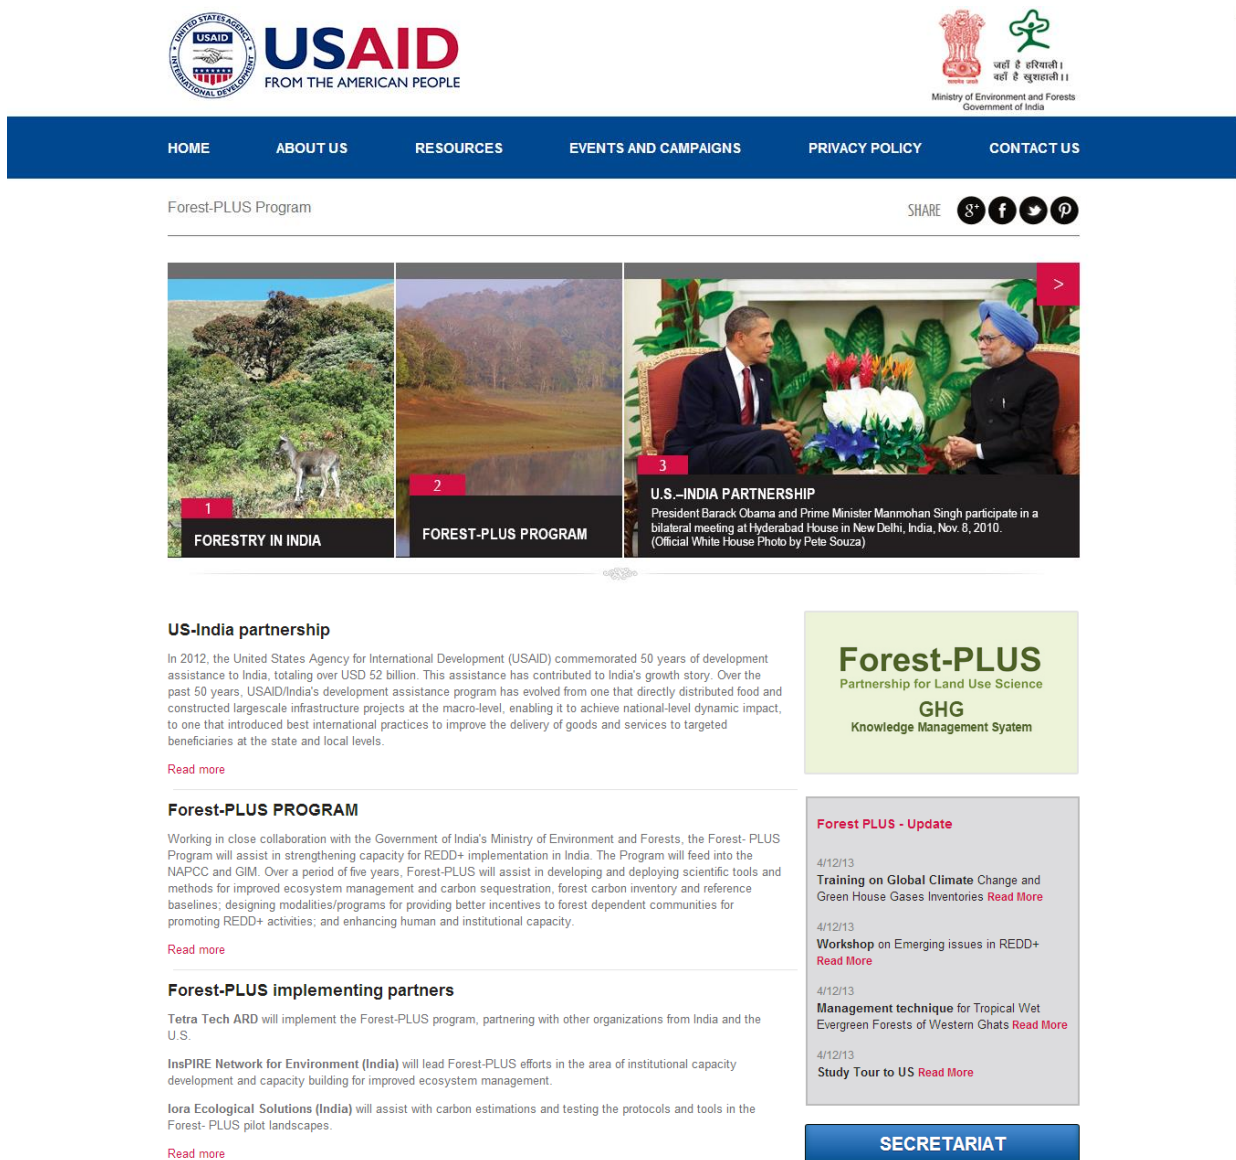 UNITED STATES AGENCY
USAID
INTERNATIONAL DEVELOPMENT
USAID
FROM THE AMERICAN PEOPLE
सत्यमेव जयते
जहाँ है हरियाली।
वहाँ है खुशहाली।।
Ministry of Environment and Forests
Government of India
HOME
ABOUT US
RESOURCES
EVENTS AND CAMPAIGNS
PRIVACY POLICY
CONTACT US
Forest-PLUS Program
SHARE
>
1
FORESTRY IN INDIA
2
FOREST-PLUS PROGRAM
3
U.S.–INDIA PARTNERSHIP
President Barack Obama and Prime Minister Manmohan Singh participate in a
bilateral meeting at Hyderabad House in New Delhi, India, Nov. 8, 2010.
(Official White House Photo by Pete Souza)
US-India partnership
In 2012, the United States Agency for International Development (USAID) commemorated 50 years of development
assistance to India, totaling over USD 52 billion. This assistance has contributed to India's growth story. Over the
past 50 years, USAID/India's development assistance program has evolved from one that directly distributed food and
constructed largescale infrastructure projects at the macro-level, enabling it to achieve national-level dynamic impact,
to one that introduced best international practices to improve the delivery of goods and services to targeted
beneficiaries at the state and local levels.
Read more
Forest-PLUS PROGRAM
Working in close collaboration with the Government of India's Ministry of Environment and Forests, the Forest- PLUS
Program will assist in strengthening capacity for REDD+ implementation in India. The Program will feed into the
NAPCC and GIM. Over a period of five years, Forest-PLUS will assist in developing and deploying scientific tools and
methods for improved ecosystem management and carbon sequestration, forest carbon inventory and reference
baselines; designing modalities/programs for providing better incentives to forest dependent communities for
promoting REDD+ activities; and enhancing human and institutional capacity.
Read more
Forest-PLUS implementing partners
Tetra Tech ARD will implement the Forest-PLUS program, partnering with other organizations from India and the
U.S.
InsPIRE Network for Environment (India) will lead Forest-PLUS efforts in the area of institutional capacity
development and capacity building for improved ecosystem management.
Iora Ecological Solutions (India) will assist with carbon estimations and testing the protocols and tools in the
Forest- PLUS pilot landscapes.
Read more
Forest-PLUS
Partnership for Land Use Science
GHG
Knowledge Management Syatem
Forest PLUS - Update
4/12/13
Training on Global Climate Change and
Green House Gases Inventories Read More
4/12/13
Workshop on Emerging issues in REDD+
Read More
4/12/13
Management technique for Tropical Wet
Evergreen Forests of Western Ghats Read More
4/12/13
Study Tour to US Read More
SECRETARIAT